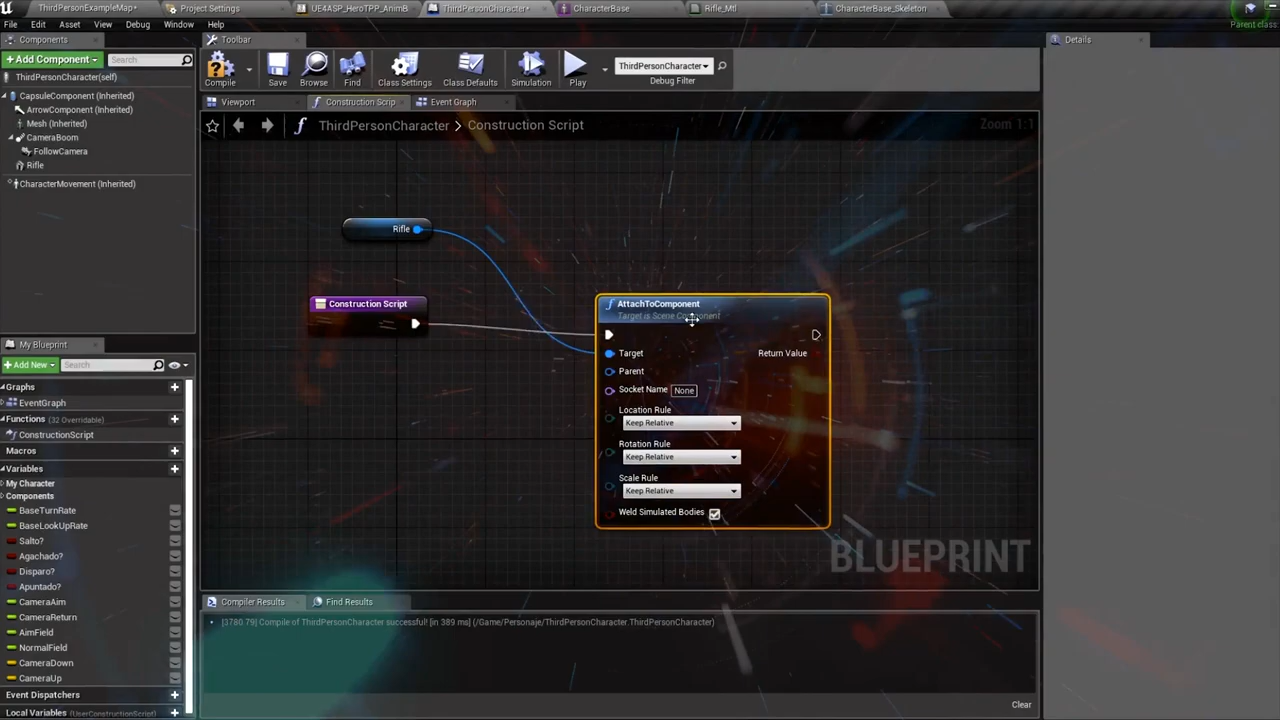 ThirdPersonExampleMap*
Project Settings
UE4ASP_HeroTPP_AnimB
ThirdPersonCharacter*
CharacterBase
Rifle_Mtl
CharacterBase_Skeleton
File
Edit
Asset
View
Debug
Window
Help
Parent class
Components
Toolbar
Details
+ Add Component
Search
ThirdPersonCharacter(self)
CapsuleComponent (Inherited)
ArrowComponent (Inherited)
Mesh (Inherited)
CameraBoom
FollowCamera
Rifle
CharacterMovement (Inherited)
Compile
Save
Browse
Find
Class Settings
Class Defaults
Simulation
Play
ThirdPersonCharacter
Debug Filter
Viewport
Construction Scrip
Event Graph
ThirdPersonCharacter > Construction Script
Zoom 1:1
Rifle
Construction Script
AttachToComponent
Target is Scene Component
Target
Return Value
Parent
Socket Name
None
Location Rule
Keep Relative
Rotation Rule
Keep Relative
Scale Rule
Keep Relative
Weld Simulated Bodies
BLUEPRINT
My Blueprint
+ Add New
Search
Graphs
EventGraph
Functions (32 Overridable)
ConstructionScript
Macros
Variables
My Character
Components
BaseTurnRate
BaseLookUpRate
Salto?
Agachado?
Disparo?
Apuntado?
CameraAim
CameraReturn
AimField
NormalField
CameraDown
CameraUp
Event Dispatchers
Local Variables (UserConstructionScript)
Compiler Results
Find Results
[3780.79] Compile of ThirdPersonCharacter successful! [in 389 ms] (/Game/Personaje/ThirdPersonCharacter.ThirdPersonCharacter)
Clear